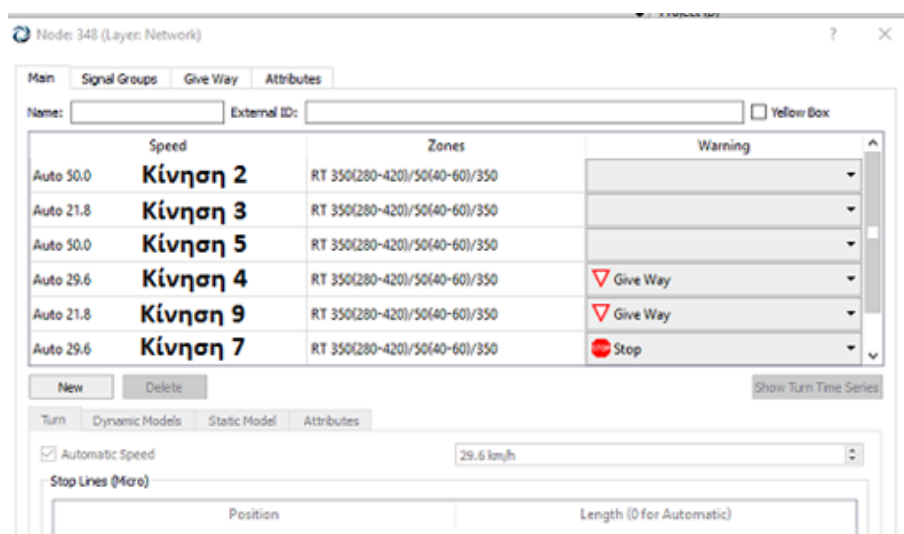 Node: 348 (Layer: Network) ? ×
Main Signal Groups Give Way Attributes
Name: External ID: Yellow Box
Speed Zones Warning
Auto 50.0 Κίνηση 2 RT 350(280-420)/50(40-60)/350
Auto 21.8 Κίνηση 3 RT 350(280-420)/50(40-60)/350
Auto 50.0 Κίνηση 5 RT 350(280-420)/50(40-60)/350
Auto 29.6 Κίνηση 4 RT 350(280-420)/50(40-60)/350 Give Way
Auto 21.8 Κίνηση 9 RT 350(280-420)/50(40-60)/350 Give Way
Auto 29.6 Κίνηση 7 RT 350(280-420)/50(40-60)/350 STOP Stop
New Delete Show Turn Time Series
Turn Dynamic Models Static Model Attributes
Automatic Speed 29.6 km/h
Stop Lines (Micro)
Position Length (0 for Automatic)